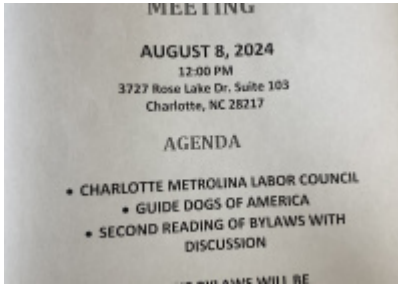 MEETING
AUGUST 8, 2024
12:00 PM
3727 Rose Lake Dr. Suite 103
Charlotte, NC 28217
AGENDA
• CHARLOTTE METROLINA LABOR COUNCIL
• GUIDE DOGS OF AMERICA
• SECOND READING OF BYLAWS WITH
DISCUSSION
BYLAWS WILL BE